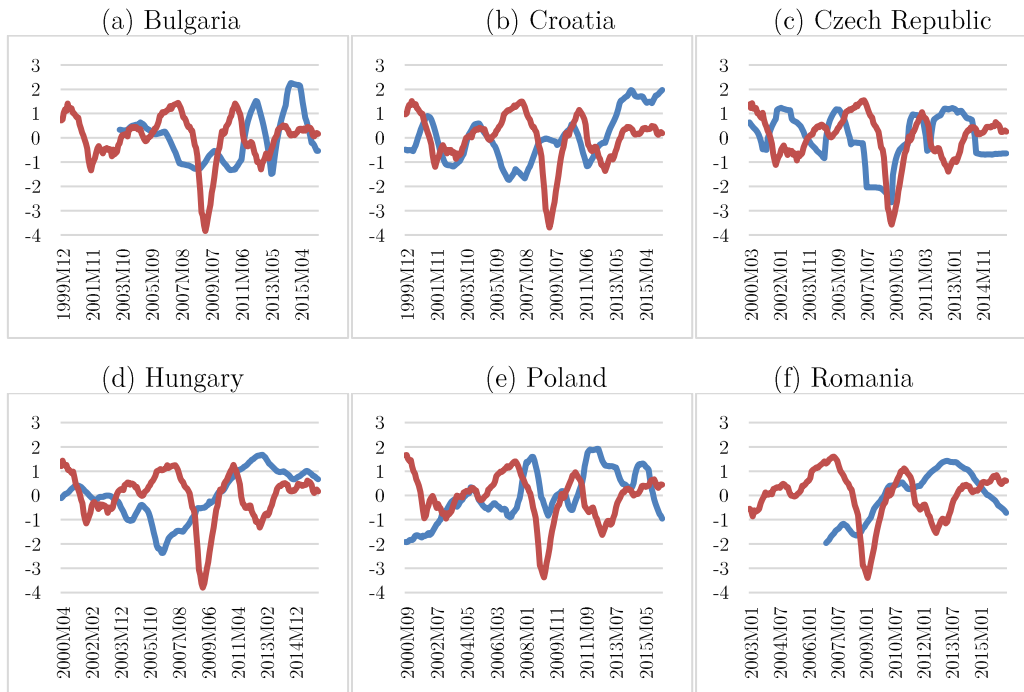 (a) Bulgaria
3
2
1
0
-1
-2
-3
-4
1999M12
2001M11
2003M10
2005M09
2007M08
2009M07
2011M06
2013M05
2015M04
(b) Croatia
3
2
1
0
-1
-2
-3
-4
1999M12
2001M11
2003M10
2005M09
2007M08
2009M07
2011M06
2013M05
2015M04
(c) Czech Republic
3
2
1
0
-1
-2
-3
-4
2000M03
2002M01
2003M11
2005M09
2007M07
2009M05
2011M03
2013M01
2014M11
(d) Hungary
3
2
1
0
-1
-2
-3
-4
2000M04
2002M02
2003M12
2005M10
2007M08
2009M06
2011M04
2013M02
2014M12
(e) Poland
3
2
1
0
-1
-2
-3
-4
2000M09
2002M07
2004M05
2006M03
2008M01
2009M11
2011M09
2013M07
2015M05
(f) Romania
3
2
1
0
-1
-2
-3
-4
2003M01
2004M07
2006M01
2007M07
2009M01
2010M07
2012M01
2013M07
2015M01